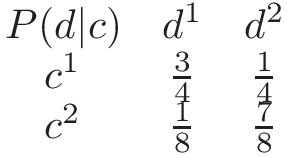 P(d|c) d¹ d²
c¹ 3/4 1/4
c² 1/8 7/8